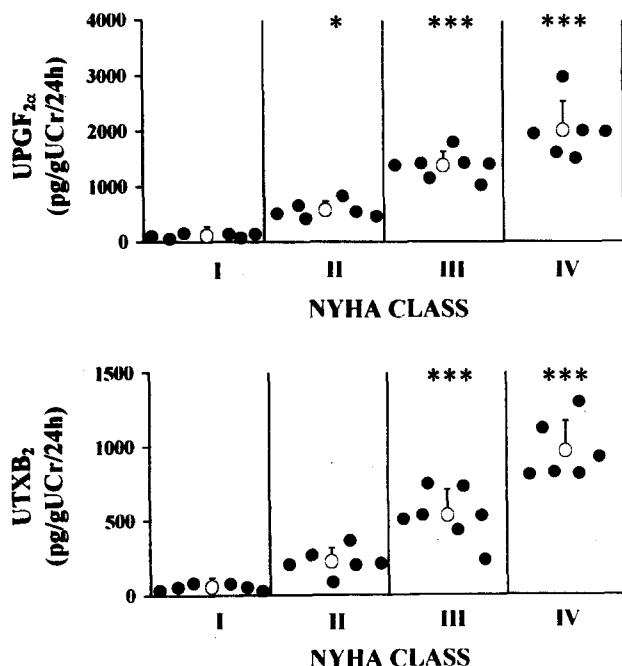 * *** ***
4000
3000
2000
1000
0
UPGF2α
(pg/gUCr/24h)
I II III IV
NYHA CLASS
*** ***
1500
1000
500
0
UTXB2
(pg/gUCr/24h)
I II III IV
NYHA CLASS